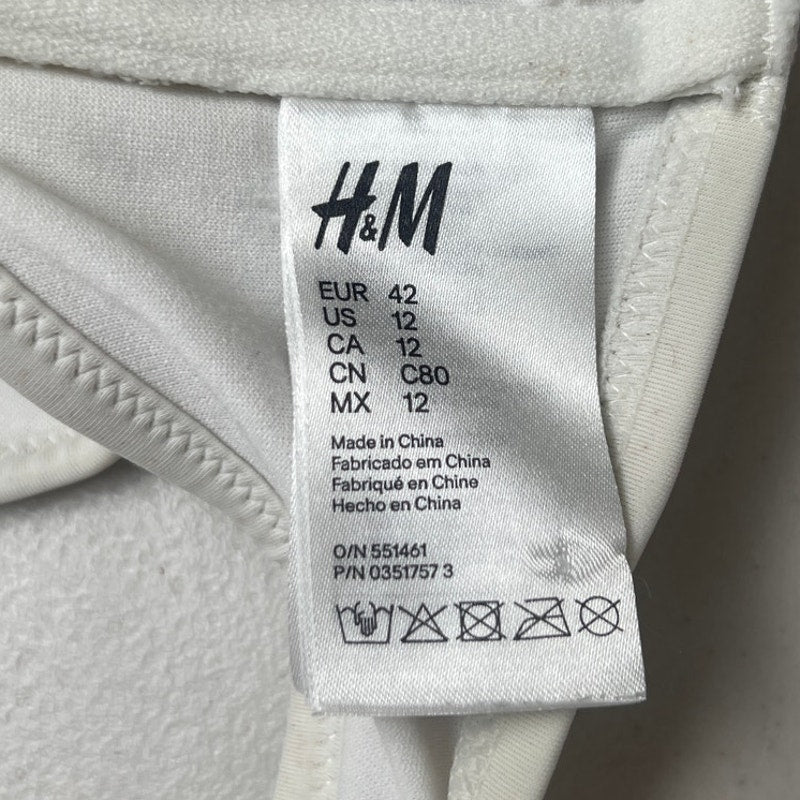 H&M
EUR 42
US 12
CA 12
CN C80
MX 12
Made in China
Fabricado em China
Fabriqué en Chine
Hecho en China
O/N 551461
P/N 0351757 3